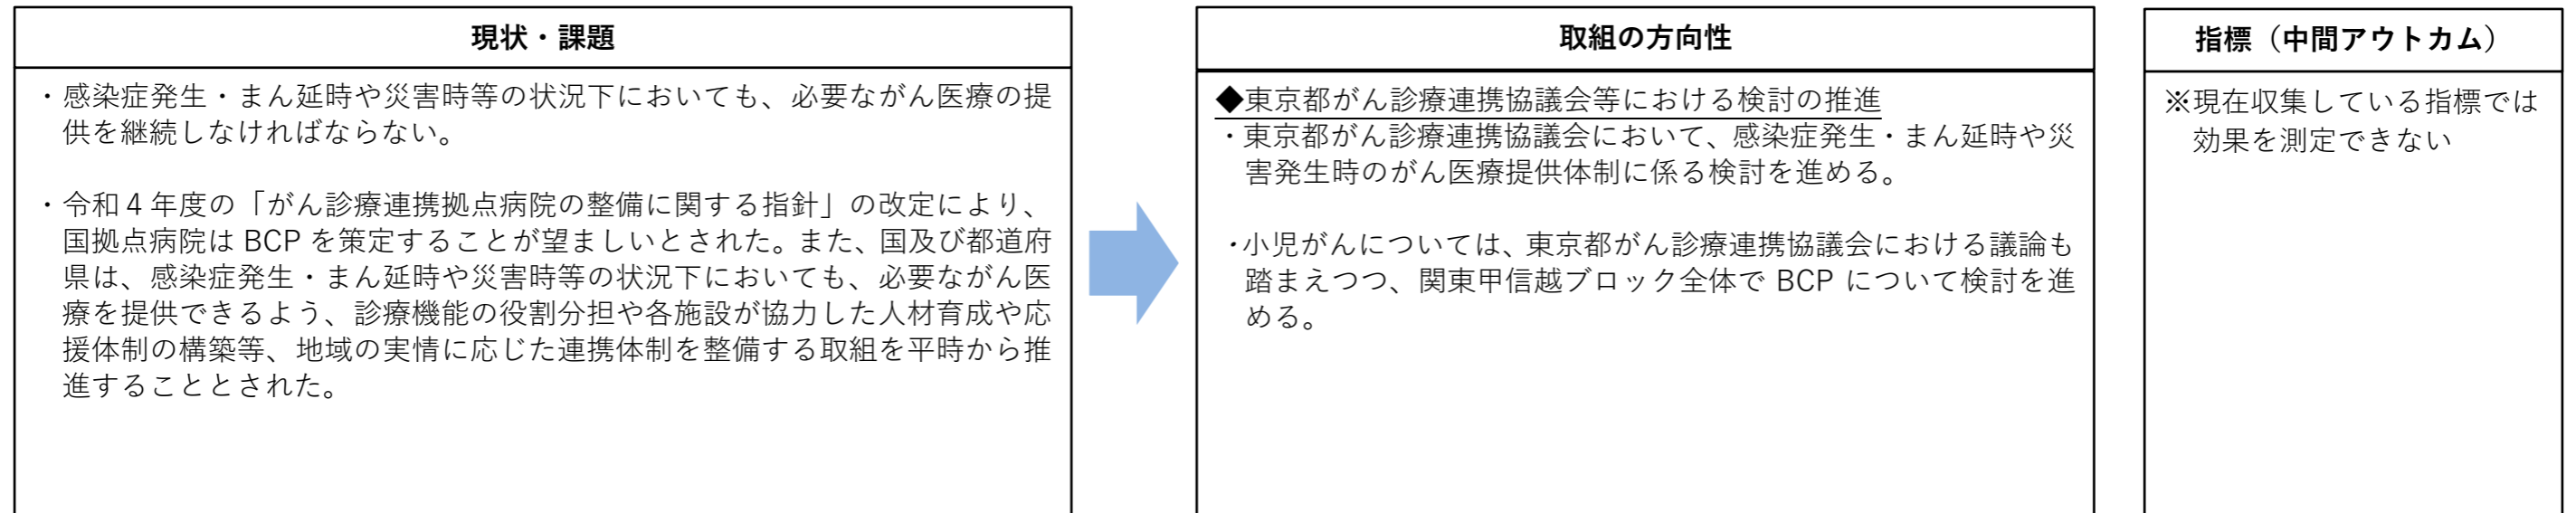 現状・課題
・感染症発生・まん延時や災害時等の状況下においても、必要ながん医療の提
供を継続しなければならない。
・令和４年度の「がん診療連携拠点病院の整備に関する指針」の改定により、
国拠点病院は BCP を策定することが望ましいとされた。また、国及び都道府
県は、感染症発生・まん延時や災害時等の状況下においても、必要ながん医
療を提供できるよう、診療機能の役割分担や各施設が協力した人材育成や応
援体制の構築等、地域の実情に応じた連携体制を整備する取組を平時から推
進することとされた。
取組の方向性
◆東京都がん診療連携協議会等における検討の推進
・東京都がん診療連携協議会において、感染症発生・まん延時や災
害発生時のがん医療提供体制に係る検討を進める。
・小児がんについては、東京都がん診療連携協議会における議論も
踏まえつつ、関東甲信越ブロック全体で BCP について検討を進
める。
指標（中間アウトカム）
※現在収集している指標では
効果を測定できない